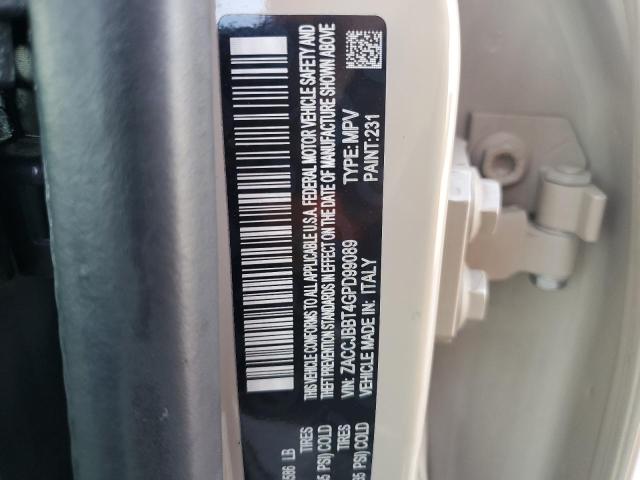 THIS VEHICLE CONFORMS TO ALL APPLICABLE U.S.A. FEDERAL MOTOR VEHICLE SAFETY AND
THEFT PREVENTION STANDARDS IN EFFECT ON THE DATE OF MANUFACTURE SHOWN ABOVE
VIN: ZACCJBBT4GPD99089 TYPE: MPV
VEHICLE MADE IN: ITALY PAINT: 231
586 LB
TIRES
PSI) COLD
TIRES
PSI) COLD